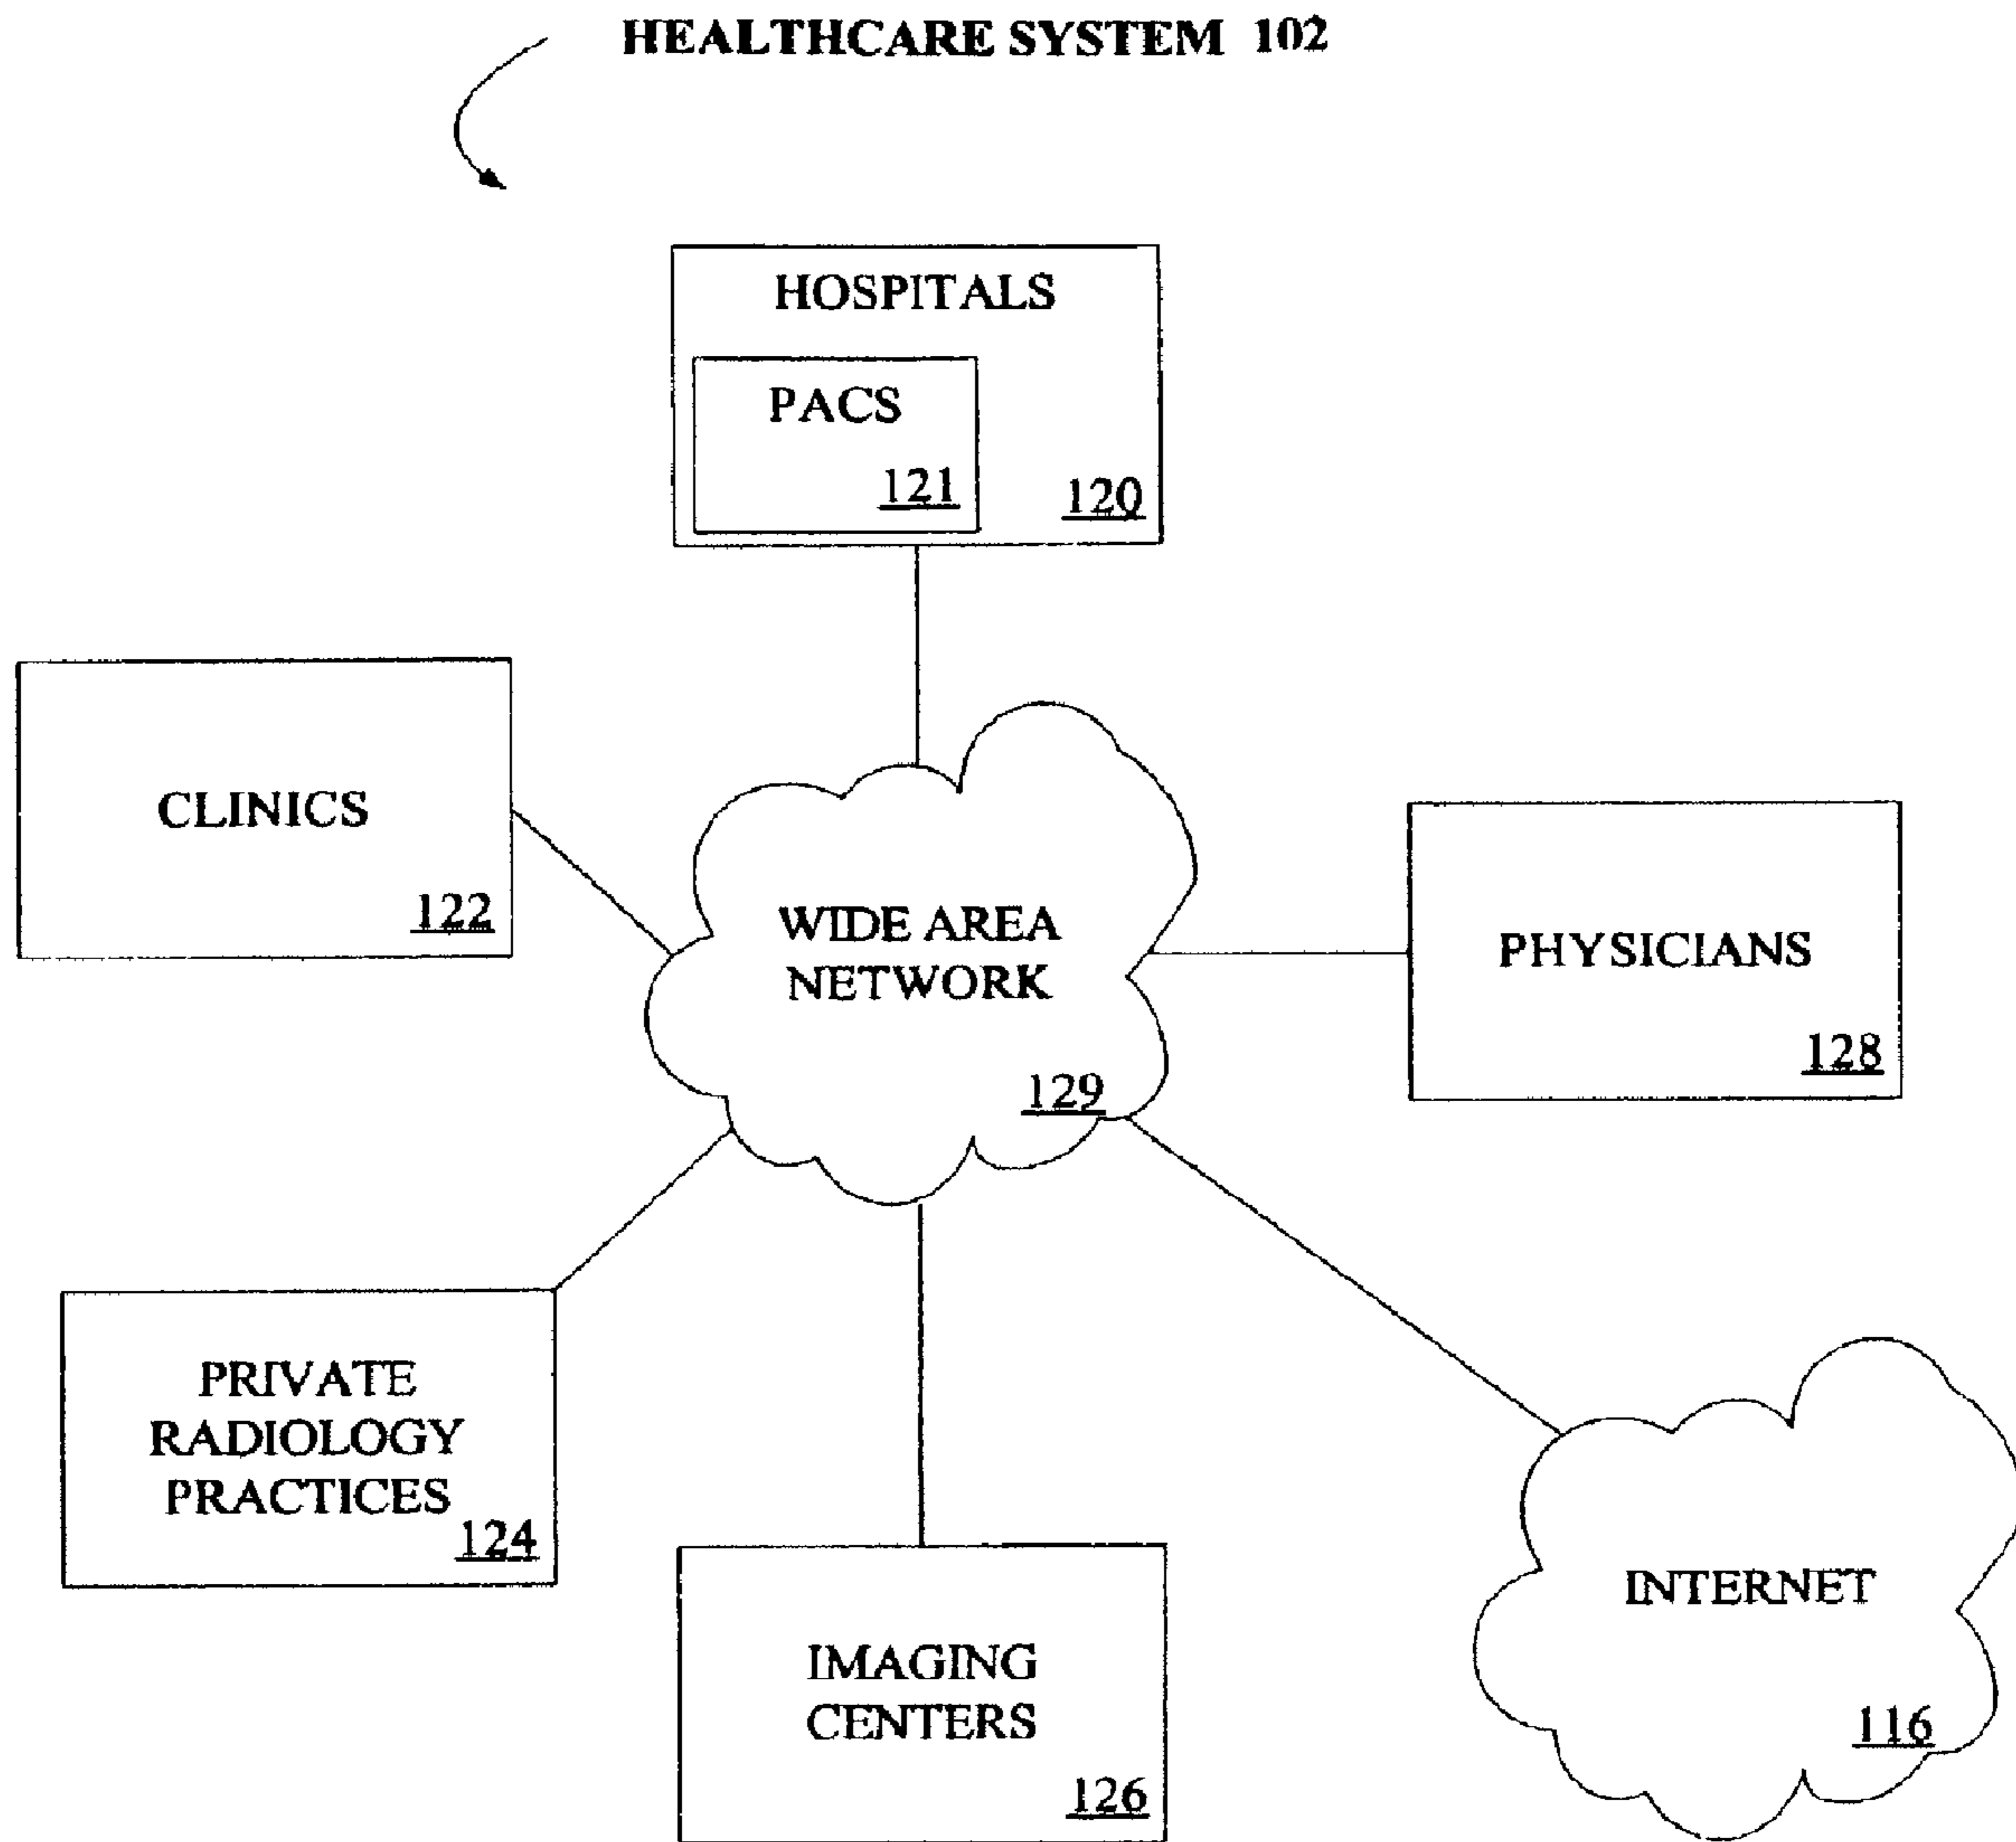 HEALTHCARE SYSTEM 102
HOSPITALS
PACS
121
120
CLINICS
122
WIDE AREA
NETWORK
129
PHYSICIANS
128
PRIVATE
RADIOLOGY
PRACTICES
124
IMAGING
CENTERS
126
INTERNET
116